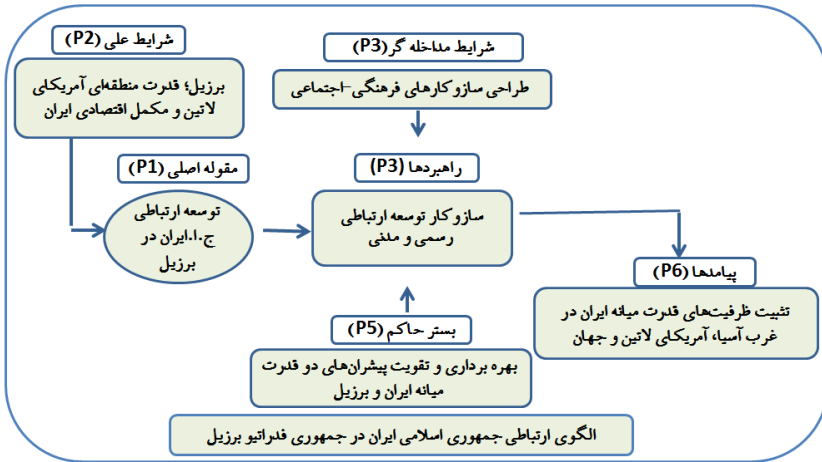 شرایط علی (P2)
برزیل؛ قدرت منطقه‌ای آمریکای
لاتین و مکمل اقتصادی ایران
شرایط مداخله گر (P3)
طراحی سازوکارهای فرهنگی-اجتماعی
مقوله اصلی (P1)
توسعه ارتباطی
ج.ا.ایران در
برزیل
راهبردها (P3)
سازوکار توسعه ارتباطی
رسمی و مدنی
پیامدها (P6)
تثبیت ظرفیت‌های قدرت میانه ایران در
غرب آسیا، آمریکای لاتین و جهان
بستر حاکم (P5)
بهره برداری و تقویت پیشران‌های دو قدرت
میانه ایران و برزیل
الگوی ارتباطی جمهوری اسلامی ایران در جمهوری فدراتیو برزیل